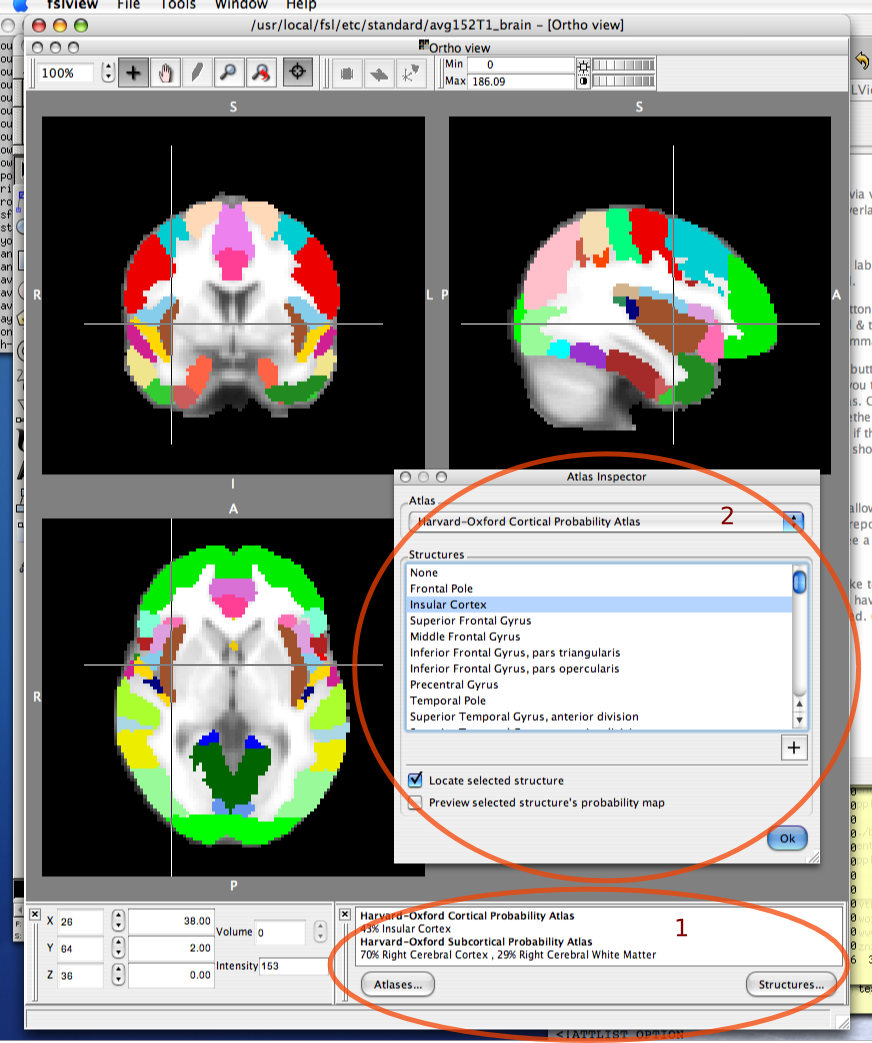 fslview File Tools Window Help
/usr/local/fsl/etc/standard/avg152T1_brain – [Ortho view]
Ortho view
100%
Min 0
Max 186.09
S
S
R
L
P
A
I
A
R
P
Atlas Inspector
Atlas
Harvard–Oxford Cortical Probability Atlas
2
Structures
None
Frontal Pole
Insular Cortex
Superior Frontal Gyrus
Middle Frontal Gyrus
Inferior Frontal Gyrus, pars triangularis
Inferior Frontal Gyrus, pars opercularis
Precentral Gyrus
Temporal Pole
Superior Temporal Gyrus, anterior division
+
Locate selected structure
Preview selected structure's probability map
Ok
X 26 38.00
Y 64 2.00
Z 36 0.00
Volume 0
Intensity 153
Harvard–Oxford Cortical Probability Atlas
43% Insular Cortex
Harvard–Oxford Subcortical Probability Atlas
70% Right Cerebral Cortex , 29% Right Cerebral White Matter
1
Atlases...
Structures...
<!ATTLIST OPTION